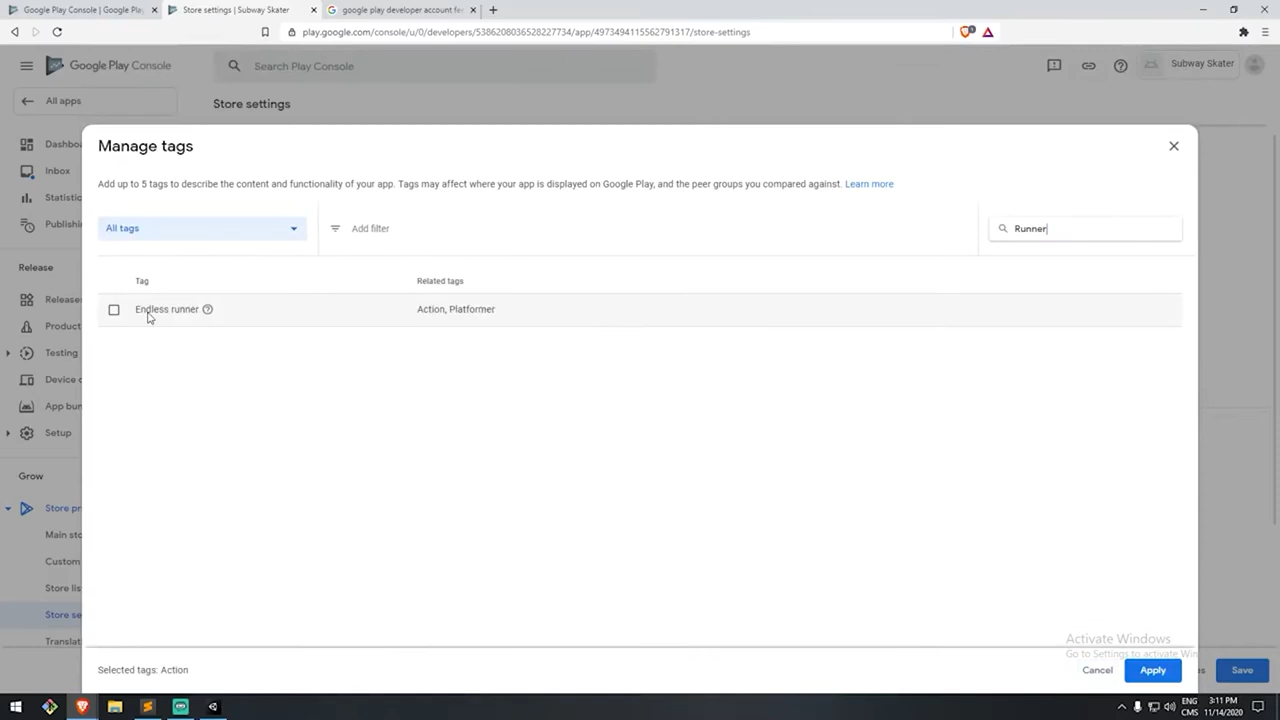 Google Play Console | Google Play
Store settings | Subway Skater
google play developer account fe
play.google.com/console/u/0/developers/5386208036528227734/app/4973494115562791317/store-settings
Google Play Console
Search Play Console
Subway Skater
All apps
Store settings
Manage tags
Add up to 5 tags to describe the content and functionality of your app. Tags may affect where your app is displayed on Google Play, and the peer groups you compared against. Learn more
All tags
Add filter
Runner
Tag
Related tags
Endless runner
Action, Platformer
Dashbo
Inbox
Statistic
Publishi
Release
Releases
Product
Testing
Device c
App bun
Setup
Grow
Store pr
Main sto
Custom
Store lis
Store se
Translat
Activate Windows
Go to Settings to activate Win
Selected tags: Action
Cancel
Apply
es
Save
ENG
CMS
3:11 PM
11/14/2020